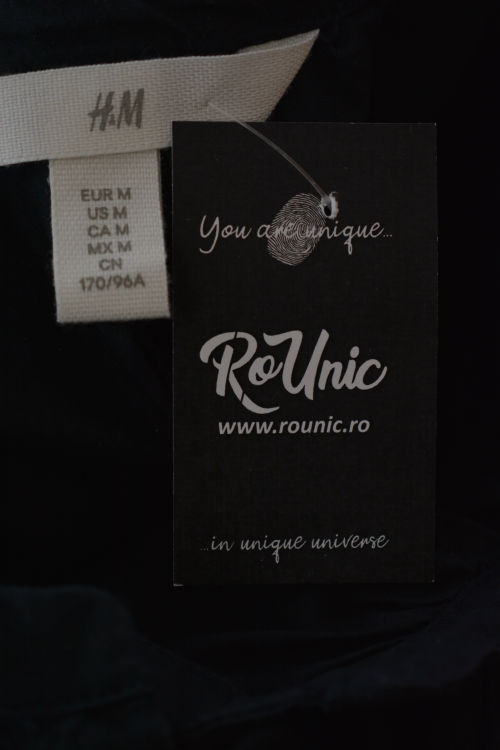 H&M
EUR M
US M
CA M
MX M
CN
170/96A
You are unique...
RoUnic
www.rounic.ro
...in unique universe